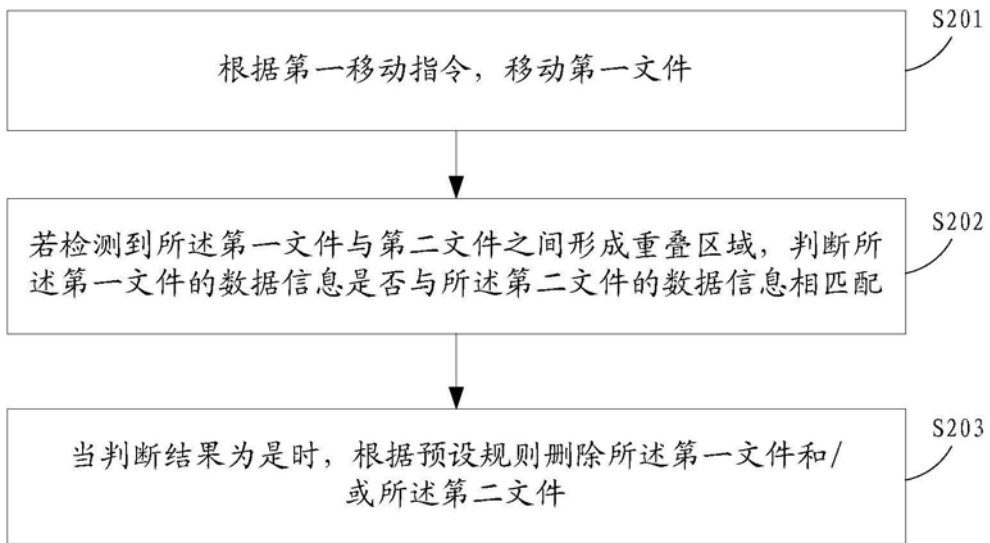 S201
根据第一移动指令，移动第一文件
S202
若检测到所述第一文件与第二文件之间形成重叠区域，判断所
述第一文件的数据信息是否与所述第二文件的数据信息相匹配
S203
当判断结果为是时，根据预设规则删除所述第一文件和/
或所述第二文件